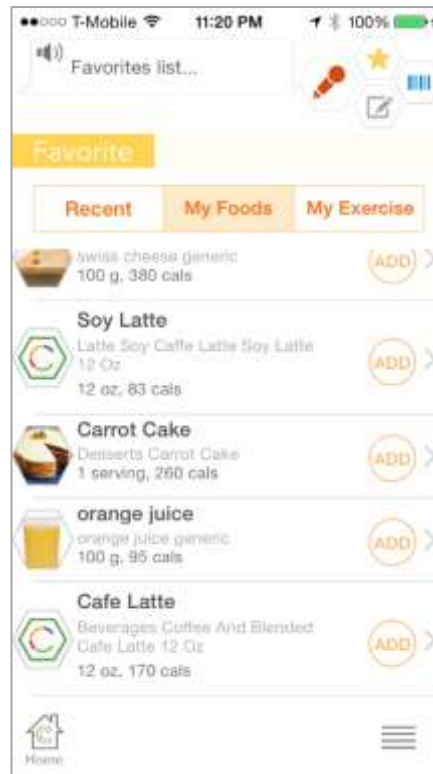 T-Mobile 11:20 PM 100%
Favorites list...
Favorite
Recent My Foods My Exercise
swiss cheese generic
100 g, 380 cals
ADD
Soy Latte
Latte Soy Caffe Latte Soy Latte
12 Oz
12 oz, 83 cals
ADD
Carrot Cake
Desserts Carrot Cake
1 serving, 260 cals
ADD
orange juice
orange juice generic
100 g, 95 cals
ADD
Cafe Latte
Beverages Coffee And Blended
Cafe Latte 12 Oz
12 oz, 170 cals
ADD
Home